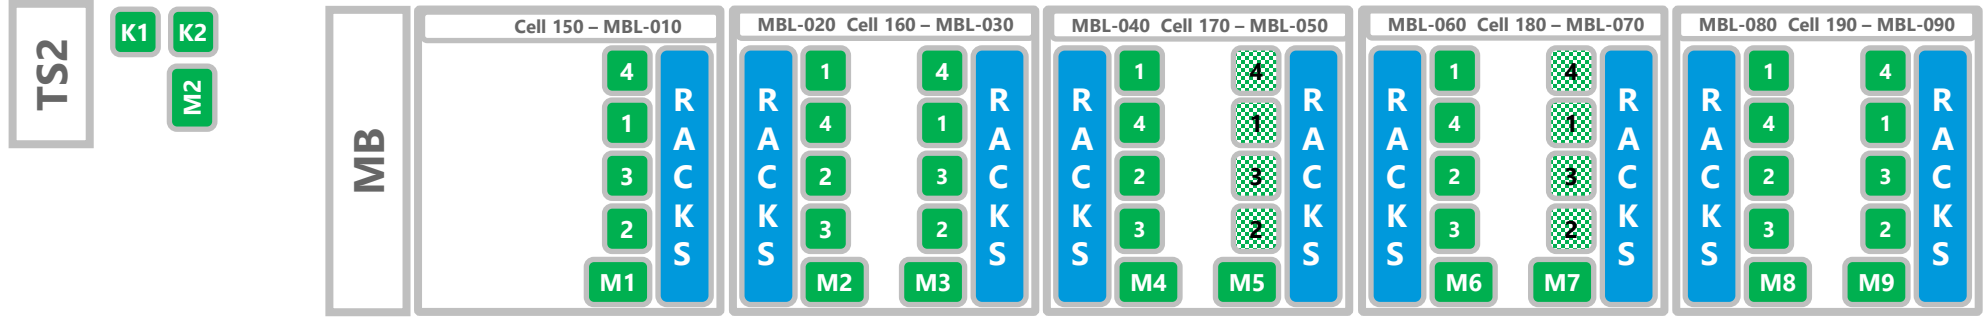 TS2
K1 K2
M2
MB
Cell 150 – MBL-010
4
1
3
2
M1
RACKS
MBL-020 Cell 160 – MBL-030
RACKS
1
4
2
3
M2
4
1
3
2
M3
RACKS
MBL-040 Cell 170 – MBL-050
RACKS
1
4
2
3
M4
4
1
3
2
M5
RACKS
MBL-060 Cell 180 – MBL-070
RACKS
1
4
2
3
M6
4
1
3
2
M7
RACKS
MBL-080 Cell 190 – MBL-090
RACKS
1
4
2
3
M8
4
1
3
2
M9
RACKS